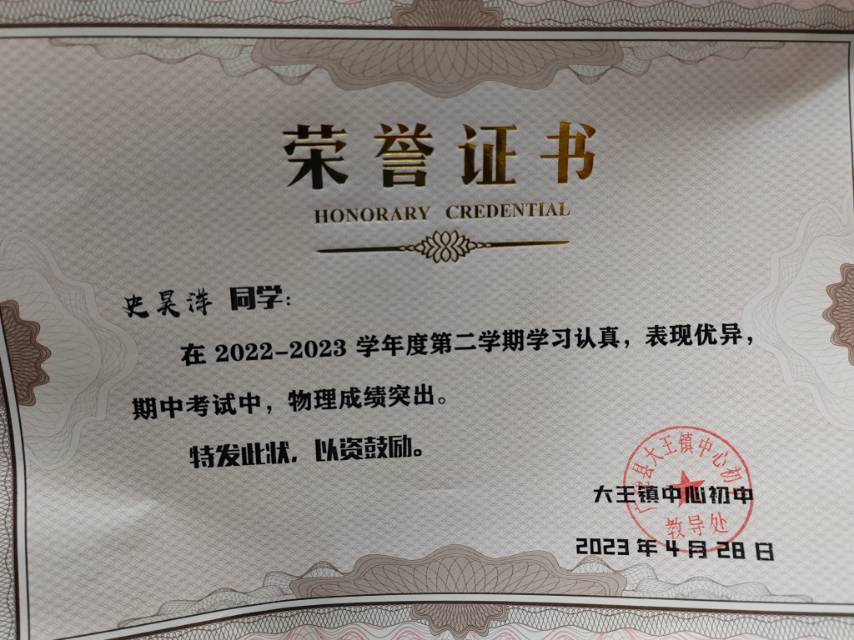 荣誉证书
HONORARY CREDENTIAL
史昊洋 同学:
在 2022-2023 学年度第二学期学习认真，表现优异，
期中考试中，物理成绩突出。
特发此状，以资鼓励。
大王镇中心初中
教导处
2023 年 4 月 28 日